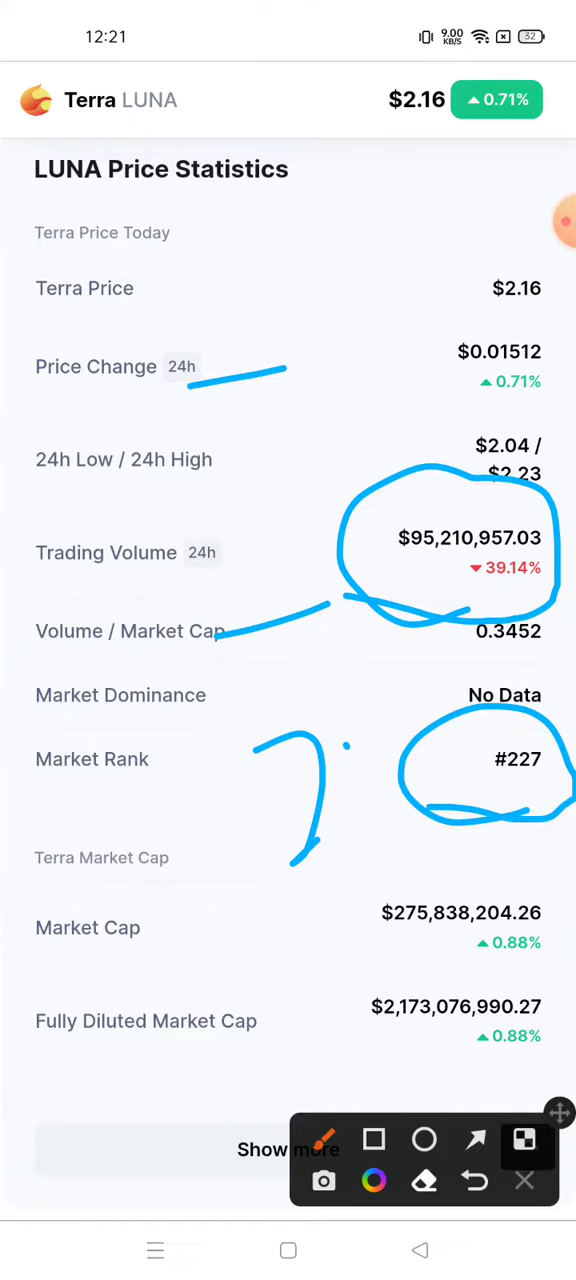 12:21
9.00 KB/S
32
Terra LUNA $2.16 0.71%
LUNA Price Statistics
Terra Price Today
Terra Price $2.16
Price Change 24h $0.01512
0.71%
24h Low / 24h High $2.04 /
$2.23
Trading Volume 24h $95,210,957.03
39.14%
Volume / Market Cap 0.3452
Market Dominance No Data
Market Rank #227
Terra Market Cap
Market Cap $275,838,204.26
0.88%
Fully Diluted Market Cap $2,173,076,990.27
0.88%
Show more